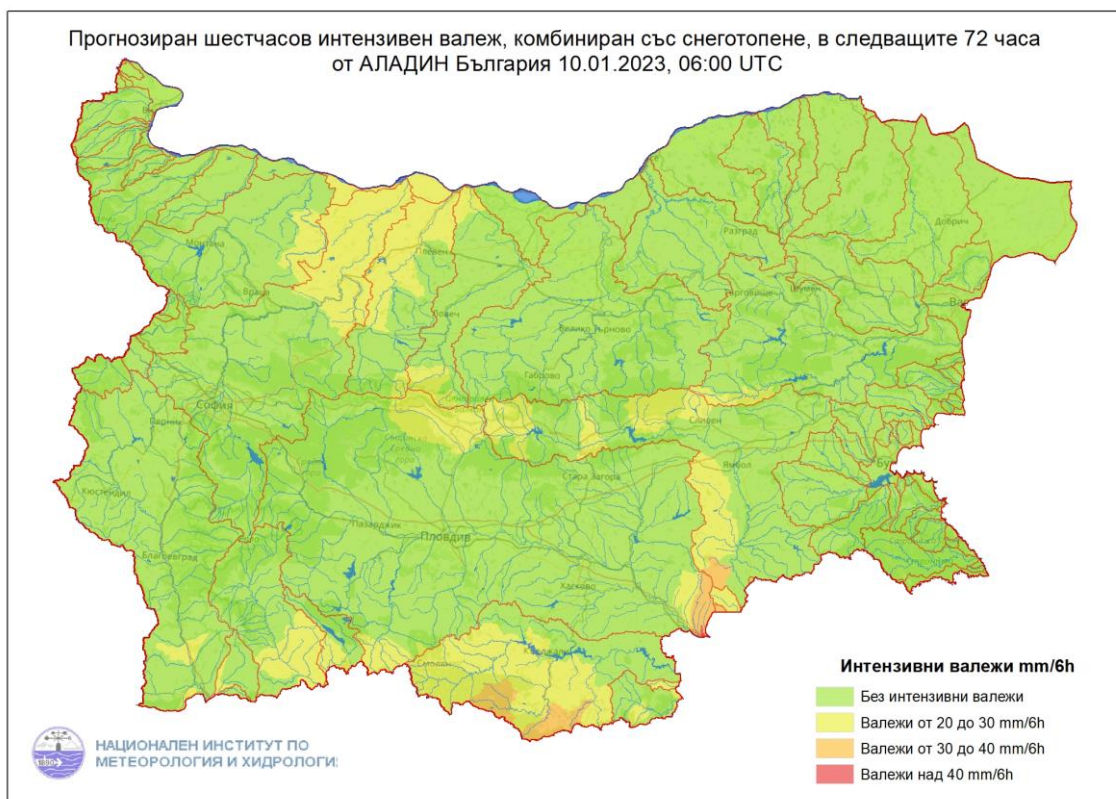 Прогнозиран шестчасов интензивен валеж, комбиниран със снеготопене, в следващите 72 часа
от АЛАДИН България 10.01.2023, 06:00 UTC
Добрич
Разград
Монтана
Плевен
Враца
Търговище Шумен
Ловеч
Велико Търново
Габрово
София
Перник
Сливен
Ямбол
Стара Загора
Кюстендил
Пазарджик
Пловдив
Благоевград
Хасково
Кърджали
Смолян
Интензивни валежи mm/6h
Без интензивни валежи
Валежи от 20 до 30 mm/6h
Валежи от 30 до 40 mm/6h
Валежи над 40 mm/6h
1890
НАЦИОНАЛЕН ИНСТИТУТ ПО
МЕТЕОРОЛОГИЯ И ХИДРОЛОГИ